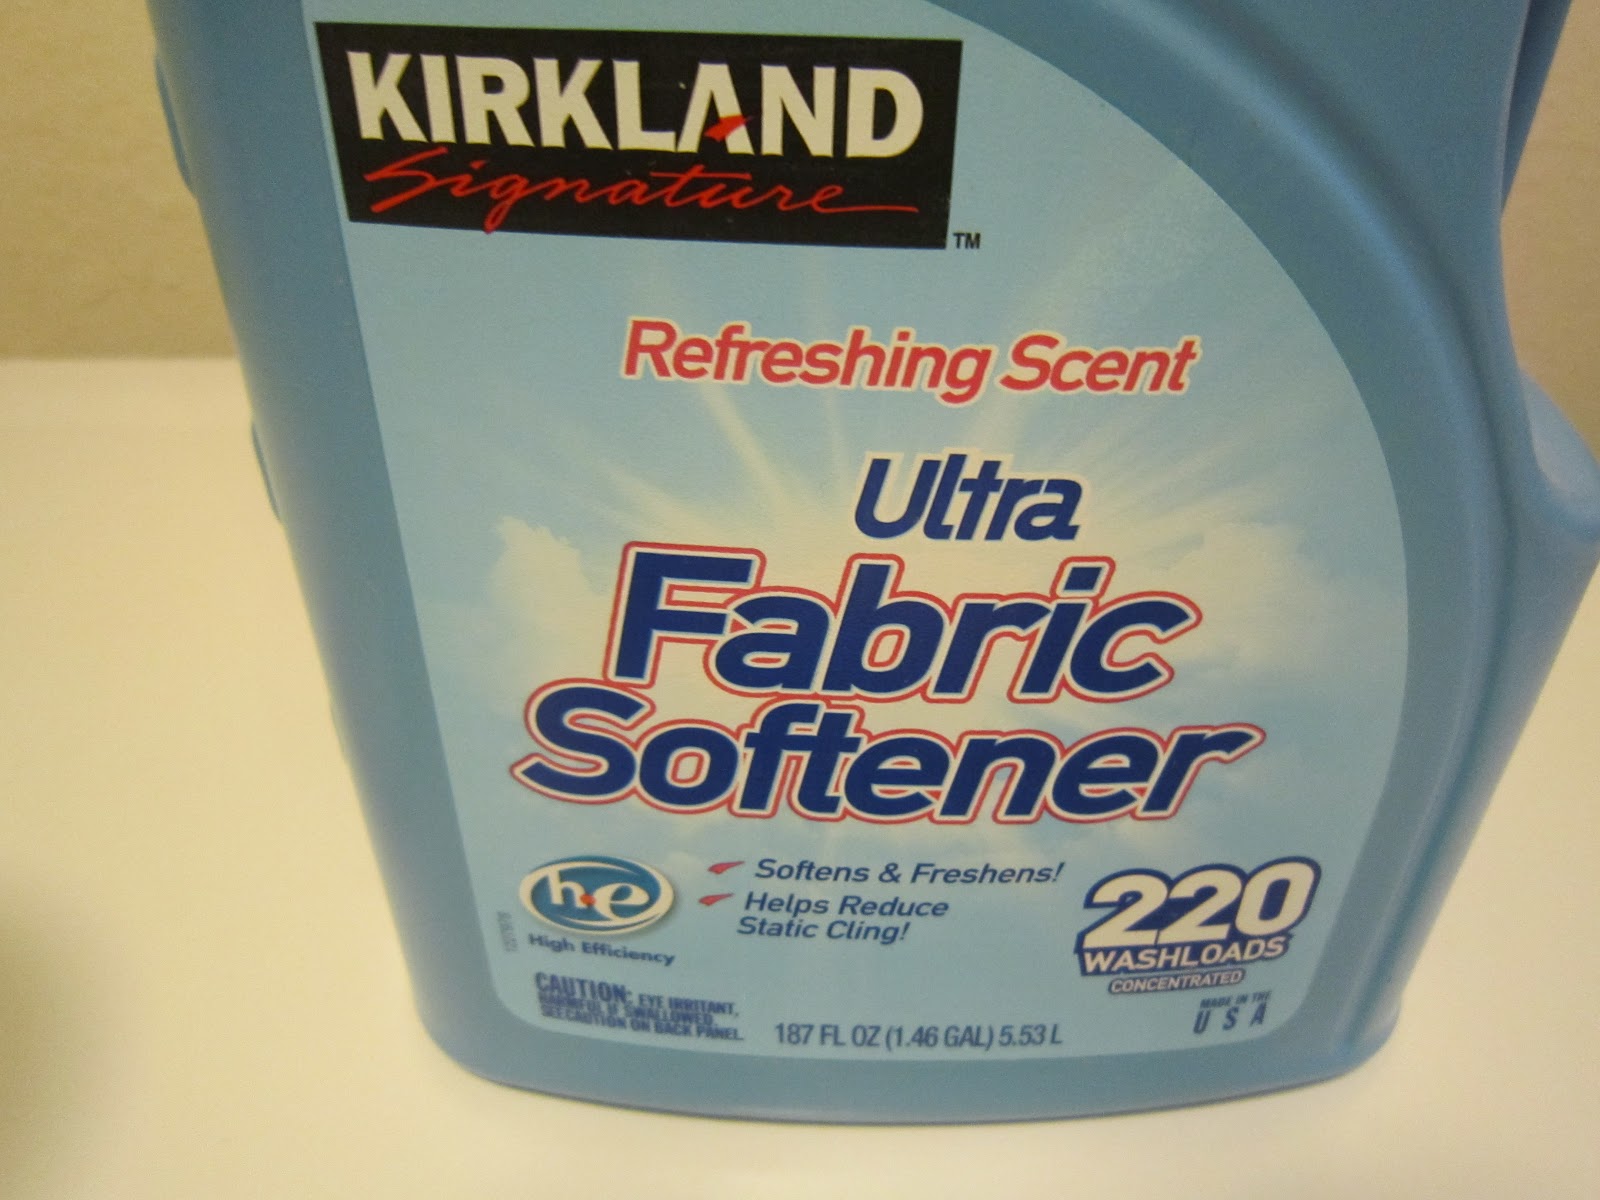 KIRKLAND
Signature
TM
Refreshing Scent
Ultra
Fabric
Softener
he
High Efficiency
Softens & Freshens!
Helps Reduce
Static Cling!
220
WASHLOADS
CONCENTRATED
CAUTION: EYE IRRITANT,
HARMFUL IF SWALLOWED.
SEE CAUTION ON BACK PANEL.
187 FL OZ (1.46 GAL) 5.53 L
MADE IN THE
USA